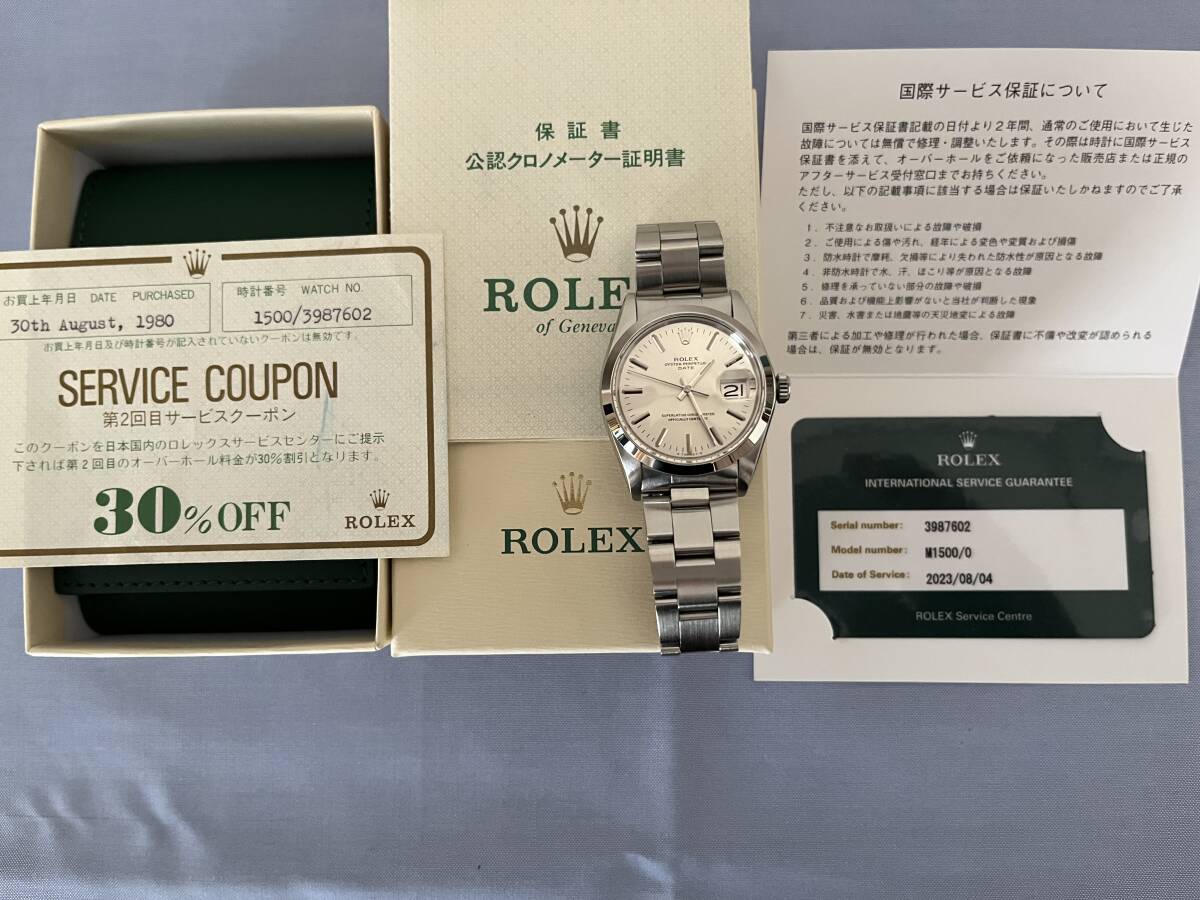 お買上年月日 DATE PURCHASED
30th August, 1980
時計番号 WATCH NO.
1500/3987602
お買上年月日及び時計番号が記入されていないクーポンは無効です。
SERVICE COUPON
第2回目サービスクーポン
このクーポンを日本国内のロレックスサービスセンターにご提示
下されば第2回目のオーバーホール料金が30%割引となります。
30%OFF
ROLEX
保証書
公認クロノメーター証明書
ROLE
of Geneva
ROLEX
ROLEX
OYSTER PERPETUAL
DATE
21
SUPERLATIVE CHRONOMETER
OFFICIALLY CERTIFIED
国際サービス保証について
国際サービス保証書記載の日付より2年間、通常のご使用において生じた
故障については無償で修理・調整いたします。その際は時計に国際サービス
保証書を添えて、オーバーホールをご依頼になった販売店または正規の
アフターサービス受付窓口までお持ちください。
ただし、以下の記載事項に該当する場合は保証いたしかねますのでご了承
ください。
1. 不注意なお取扱いによる故障や破損
2. ご使用による傷や汚れ、経年による変色や変質および損傷
3. 防水時計で摩耗、欠損等により失われた防水性が原因となる故障
4. 非防水時計で水、汗、ほこり等が原因となる故障
5. 修理を承っていない部分の故障や破損
6. 品質および機能上影響がないと当社が判断した現象
7. 災害、水害または地震等の天災地変による故障
第三者による加工や修理が行われた場合、保証書に不備や改変が認められる
場合は、保証が無効となります。
ROLEX
INTERNATIONAL SERVICE GUARANTEE
Serial number: 3987602
Model number: M1500/0
Date of Service: 2023/08/04
ROLEX Service Centre